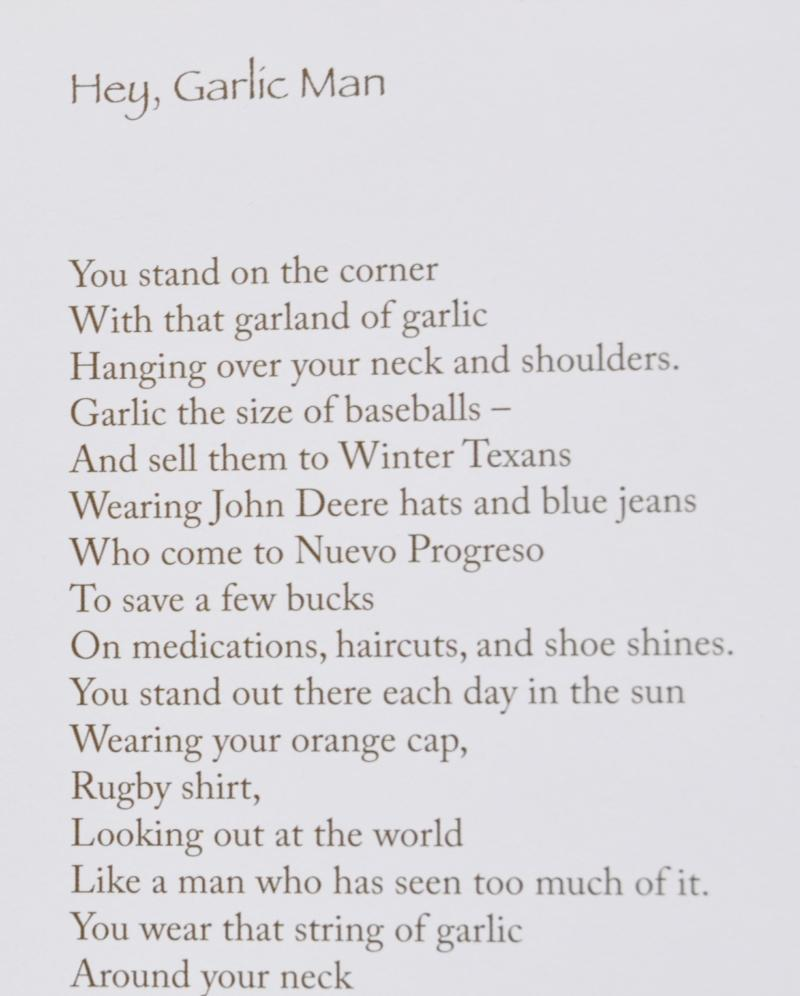 Hey, Garlic Man
You stand on the corner
With that garland of garlic
Hanging over your neck and shoulders.
Garlic the size of baseballs –
And sell them to Winter Texans
Wearing John Deere hats and blue jeans
Who come to Nuevo Progreso
To save a few bucks
On medications, haircuts, and shoe shines.
You stand out there each day in the sun
Wearing your orange cap,
Rugby shirt,
Looking out at the world
Like a man who has seen too much of it.
You wear that string of garlic
Around your neck